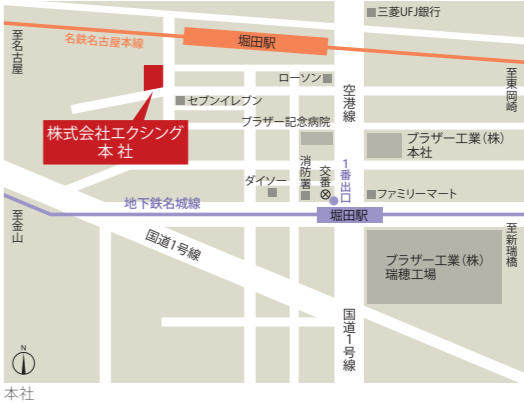 三菱UFJ銀行
至名古屋
名鉄名古屋本線
堀田駅
至東岡崎
ローソン
空港線
セブンイレブン
ブラザー記念病院
株式会社エクシング
本 社
ブラザー工業(株)
本社
消防署
交番
1番出口
ダイソー
ファミリーマート
地下鉄名城線
堀田駅
至金山
国道1号線
至新瑞橋
ブラザー工業(株)
瑞穂工場
国道1号線
N
本社